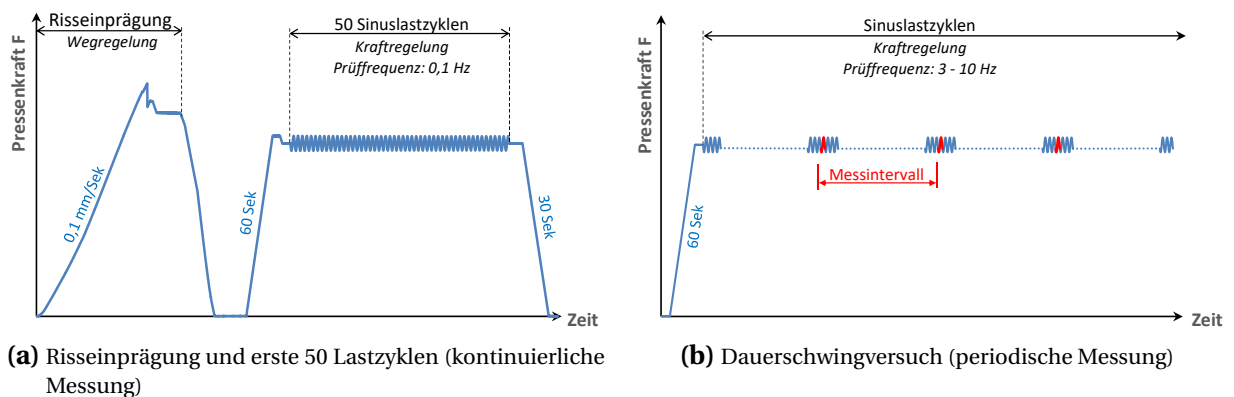 Risseinprägung
Wegregelung
50 Sinuslastzyklen
Kraftregelung
Prüffrequenz: 0,1 Hz
Pressenkraft F
0,1 mm/Sek
60 Sek
30 Sek
Zeit
(a) Risseinprägung und erste 50 Lastzyklen (kontinuierliche
Messung)
Sinuslastzyklen
Kraftregelung
Prüffrequenz: 3 - 10 Hz
Pressenkraft F
Messintervall
60 Sek
Zeit
(b) Dauerschwingversuch (periodische Messung)